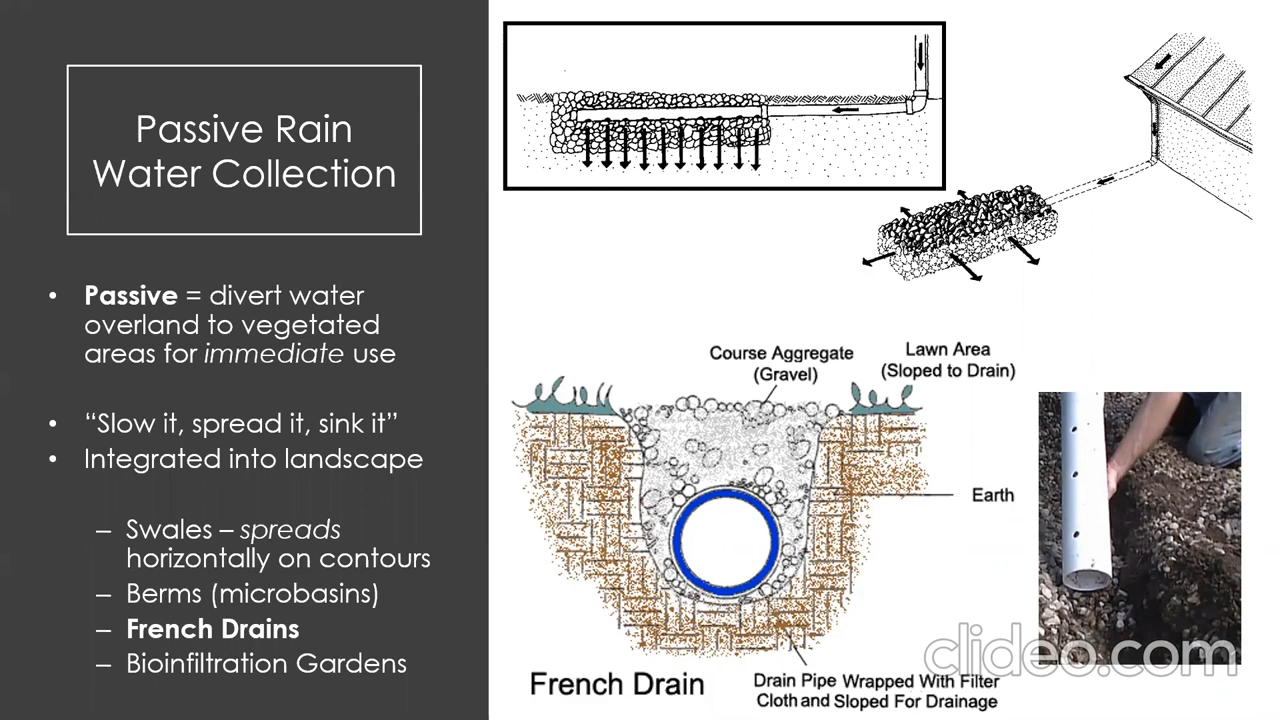 Passive Rain
Water Collection
• Passive = divert water
overland to vegetated
areas for immediate use
• “Slow it, spread it, sink it”
• Integrated into landscape
– Swales – spreads
horizontally on contours
– Berms (microbasins)
– French Drains
– Bioinfiltration Gardens
Course Aggregate
(Gravel)
Lawn Area
(Sloped to Drain)
Earth
French Drain
Drain Pipe Wrapped With Filter
Cloth and Sloped For Drainage
clideo.com